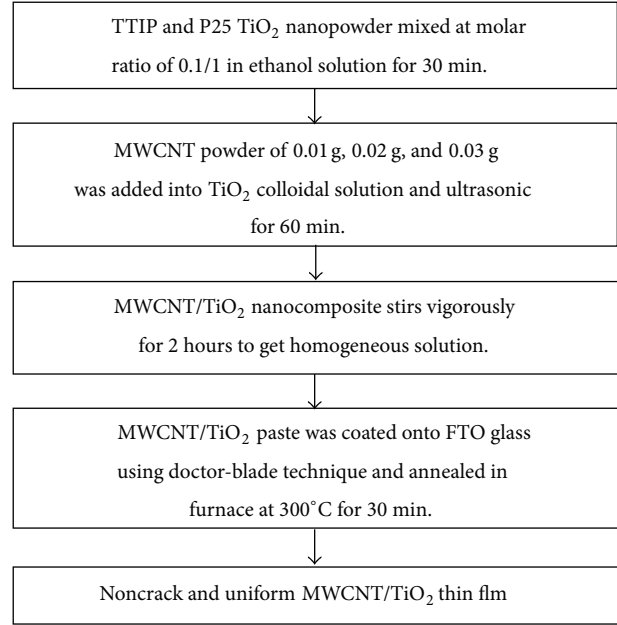 TTIP and P25 TiO₂ nanopowder mixed at molar
ratio of 0.1/1 in ethanol solution for 30 min.
MWCNT powder of 0.01 g, 0.02 g, and 0.03 g
was added into TiO₂ colloidal solution and ultrasonic
for 60 min.
MWCNT/TiO₂ nanocomposite stirs vigorously
for 2 hours to get homogeneous solution.
MWCNT/TiO₂ paste was coated onto FTO glass
using doctor-blade technique and annealed in
furnace at 300°C for 30 min.
Noncrack and uniform MWCNT/TiO₂ thin flm